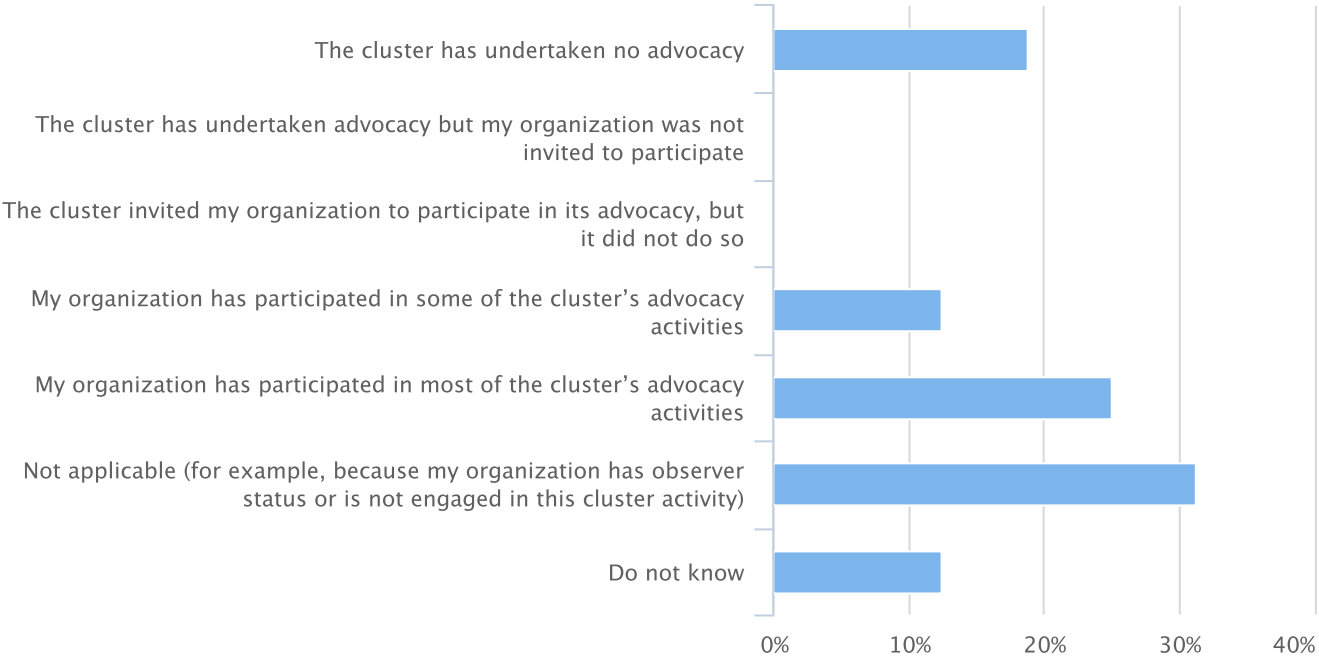 The cluster has undertaken no advocacy
The cluster has undertaken advocacy but my organization was not
invited to participate
The cluster invited my organization to participate in its advocacy, but
it did not do so
My organization has participated in some of the cluster’s advocacy
activities
My organization has participated in most of the cluster’s advocacy
activities
Not applicable (for example, because my organization has observer
status or is not engaged in this cluster activity)
Do not know
0% 10% 20% 30% 40%